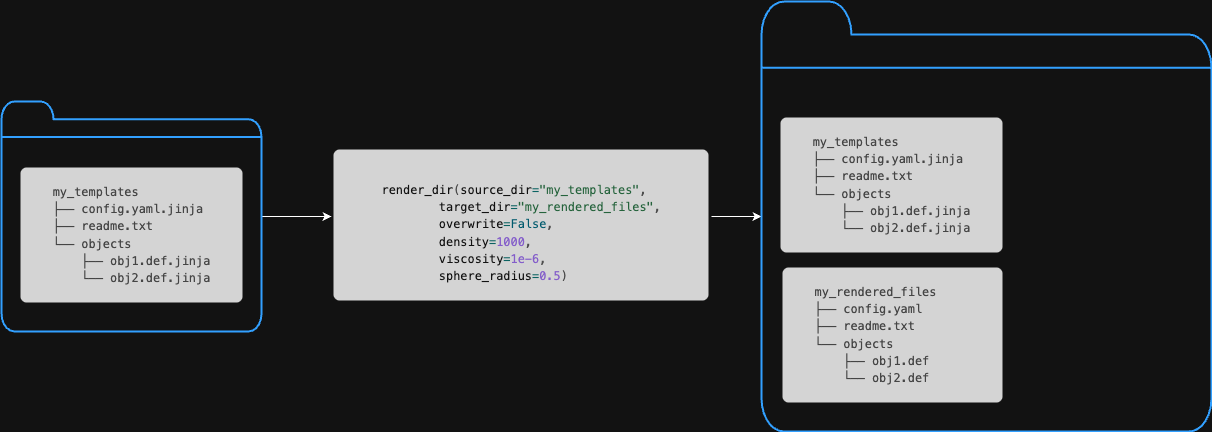 my_templates
├── config.yaml.jinja
├── readme.txt
└── objects
    ├── obj1.def.jinja
    └── obj2.def.jinja
render_dir(source_dir="my_templates",
        target_dir="my_rendered_files",
        overwrite=False,
        density=1000,
        viscosity=1e-6,
        sphere_radius=0.5)
my_templates
├── config.yaml.jinja
├── readme.txt
└── objects
    ├── obj1.def.jinja
    └── obj2.def.jinja
my_rendered_files
├── config.yaml
├── readme.txt
└── objects
    ├── obj1.def
    └── obj2.def